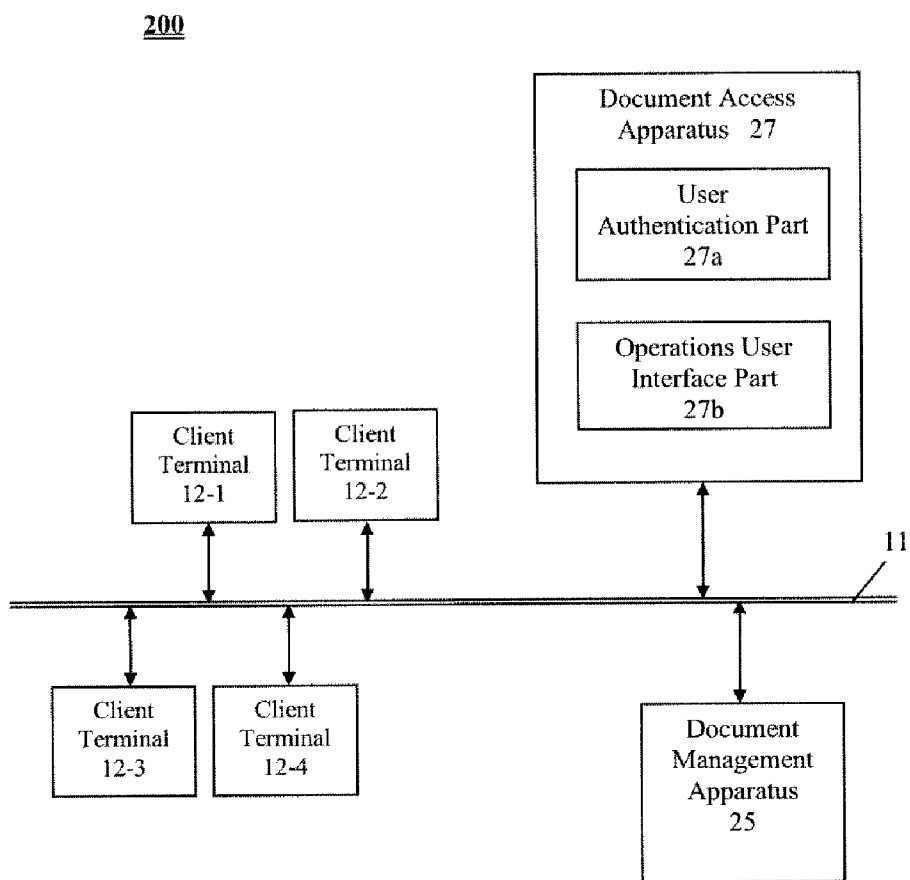 200
Document Access
Apparatus 27
User
Authentication Part
27a
Operations User
Interface Part
27b
Client
Terminal
12-1
Client
Terminal
12-2
11
Client
Terminal
12-3
Client
Terminal
12-4
Document
Management
Apparatus
25